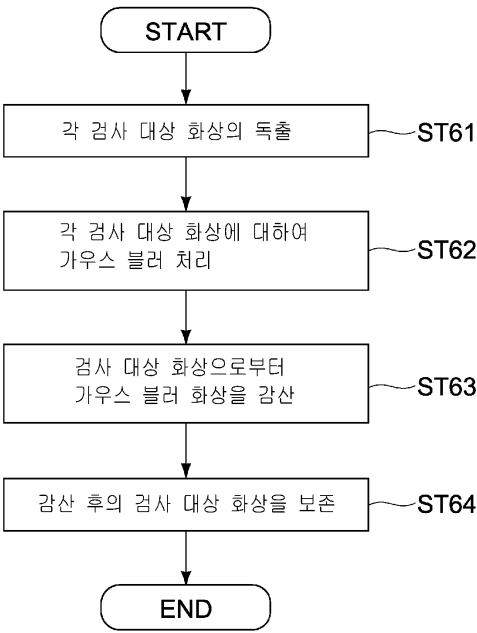 START
각 검사 대상 화상의 독출
ST61
각 검사 대상 화상에 대하여
가우스 블러 처리
ST62
검사 대상 화상으로부터
가우스 블러 화상을 감산
ST63
감산 후의 검사 대상 화상을 보존
ST64
END